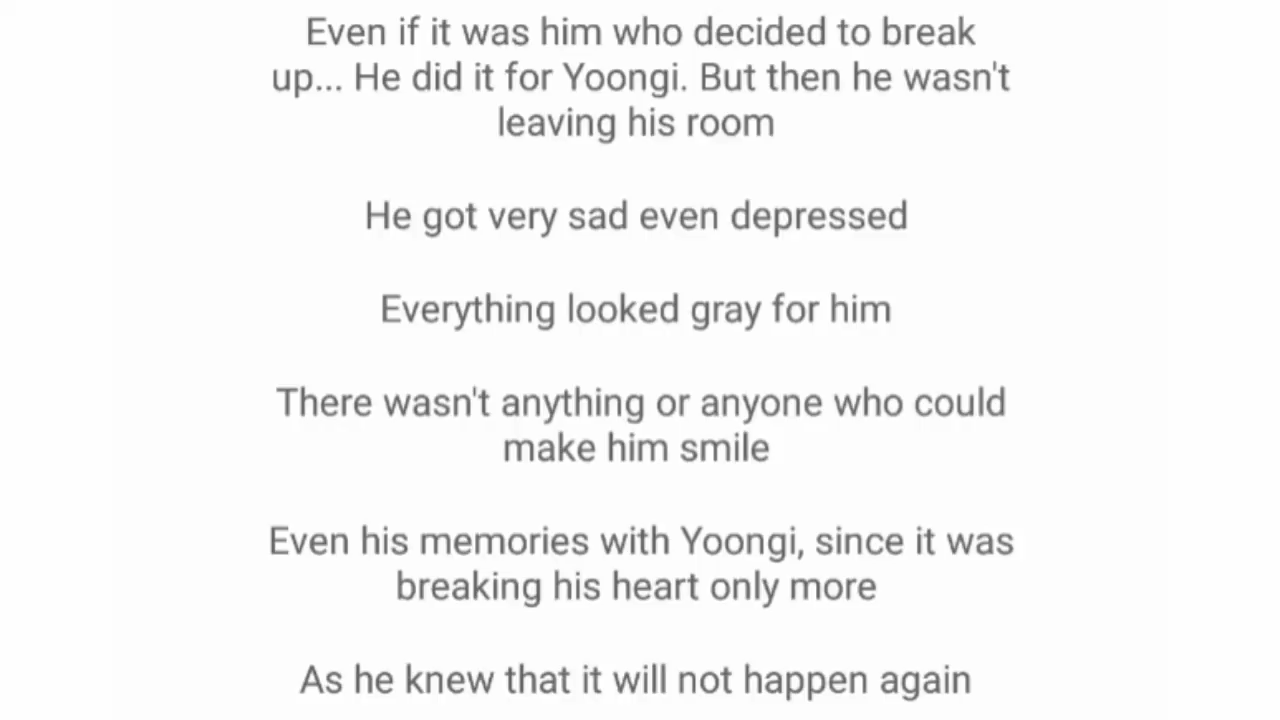 Even if it was him who decided to break
up... He did it for Yoongi. But then he wasn't
leaving his room
He got very sad even depressed
Everything looked gray for him
There wasn't anything or anyone who could
make him smile
Even his memories with Yoongi, since it was
breaking his heart only more
As he knew that it will not happen again